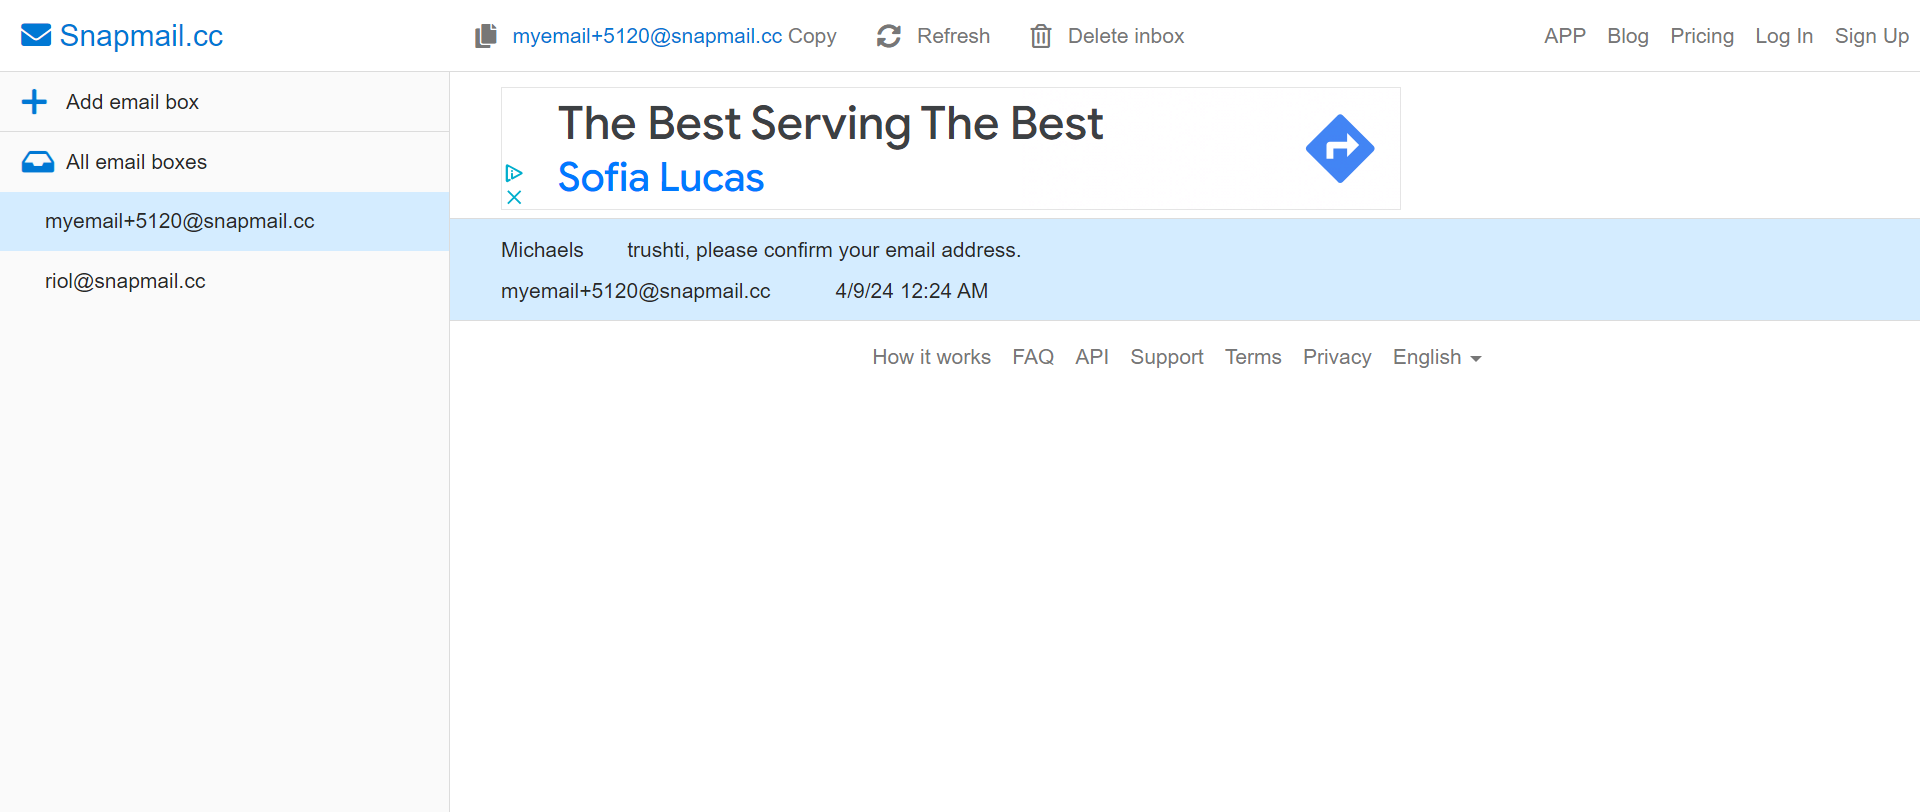 Snapmail.cc
myemail+5120@snapmail.cc Copy Refresh Delete inbox
APP Blog Pricing Log In Sign Up
Add email box
All email boxes
myemail+5120@snapmail.cc
riol@snapmail.cc
The Best Serving The Best
Sofia Lucas
Michaels trushti, please confirm your email address.
myemail+5120@snapmail.cc 4/9/24 12:24 AM
How it works FAQ API Support Terms Privacy English